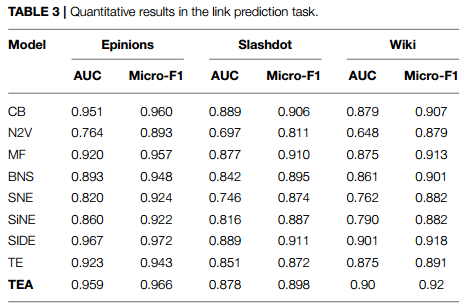 TABLE 3 | Quantitative results in the link prediction task.
Model Epinions Slashdot Wiki
AUC Micro-F1 AUC Micro-F1 AUC Micro-F1
CB 0.951 0.960 0.889 0.906 0.879 0.907
N2V 0.764 0.893 0.697 0.811 0.648 0.879
MF 0.920 0.957 0.877 0.910 0.875 0.913
BNS 0.893 0.948 0.842 0.895 0.861 0.901
SNE 0.820 0.924 0.746 0.874 0.762 0.882
SiNE 0.860 0.922 0.816 0.887 0.790 0.882
SIDE 0.967 0.972 0.889 0.911 0.901 0.918
TE 0.923 0.943 0.851 0.872 0.875 0.891
TEA 0.959 0.966 0.878 0.898 0.90 0.92